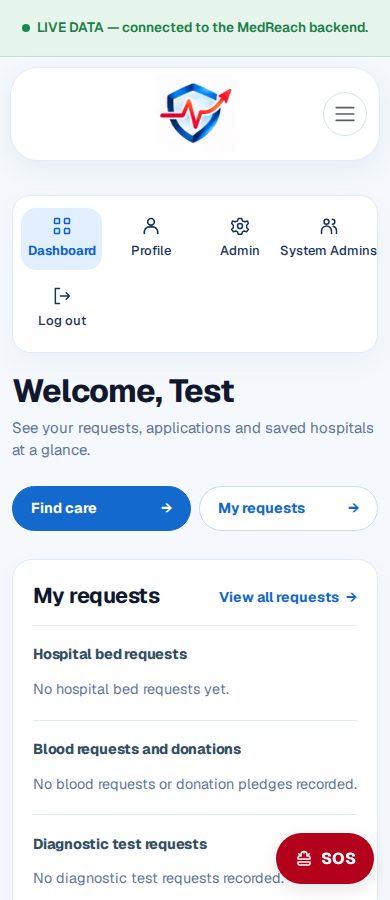 LIVE DATA — connected to the MedReach backend.
Dashboard
Profile
Admin
System Admins
Log out
Welcome, Test
See your requests, applications and saved hospitals
at a glance.
Find care →
My requests →
My requests
View all requests →
Hospital bed requests
No hospital bed requests yet.
Blood requests and donations
No blood requests or donation pledges recorded.
Diagnostic test requests
No diagnostic test requests recorded.
SOS